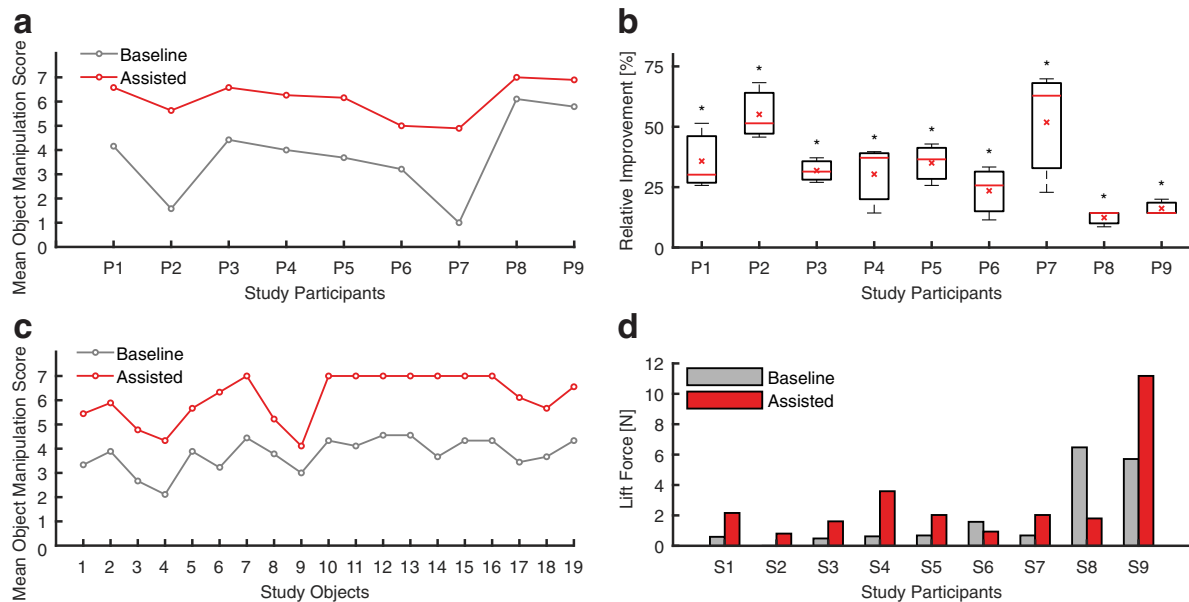 a
Mean Object Manipulation Score
Baseline
Assisted
7
6
5
4
3
2
1
0
P1 P2 P3 P4 P5 P6 P7 P8 P9
Study Participants
b
Relative Improvement [%]
75
50
25
0
* * * * * * * * *
P1 P2 P3 P4 P5 P6 P7 P8 P9
Study Participants
c
Mean Object Manipulation Score
Baseline
Assisted
7
6
5
4
3
2
1
0
1 2 3 4 5 6 7 8 9 10 11 12 13 14 15 16 17 18 19
Study Objects
d
Lift Force [N]
Baseline
Assisted
12
10
8
6
4
2
0
S1 S2 S3 S4 S5 S6 S7 S8 S9
Study Participants